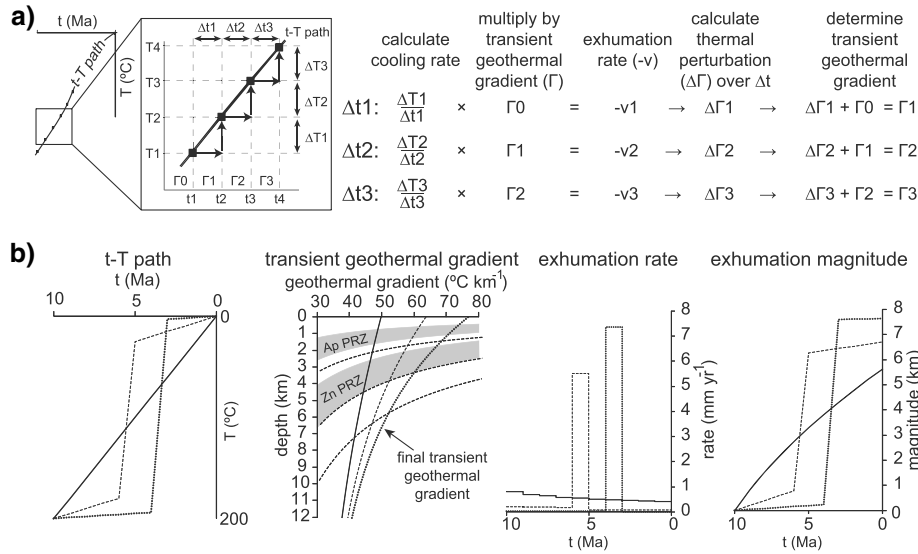 a)
t (Ma)
t-T path
T (ºC)
T4
T3
T2
T1
Δt1 Δt2 Δt3
t-T path
ΔT3
ΔT2
ΔT1
Γ0 Γ1 Γ2 Γ3
t1 t2 t3 t4
calculate cooling rate
multiply by transient geothermal gradient (Γ)
exhumation rate (-v)
calculate thermal perturbation (ΔΓ) over Δt
determine transient geothermal gradient
Δt1: ΔT1/Δt1 × Γ0 = -v1 → ΔΓ1 → ΔΓ1 + Γ0 = Γ1
Δt2: ΔT2/Δt2 × Γ1 = -v2 → ΔΓ2 → ΔΓ2 + Γ1 = Γ2
Δt3: ΔT3/Δt3 × Γ2 = -v3 → ΔΓ3 → ΔΓ3 + Γ2 = Γ3
b)
t-T path
t (Ma)
10 5 0
0
T (ºC)
200
transient geothermal gradient
geothermal gradient (ºC km-1)
30 40 50 60 70 80
0
1
2
3
4
5
6
7
8
9
10
11
12
depth (km)
Ap PRZ
Zn PRZ
final transient
geothermal
gradient
exhumation rate
8
7
6
5
4
3
2
1
0
rate (mm yr-1)
10 5 0
t (Ma)
exhumation magnitude
8
7
6
5
4
3
2
1
0
magnitude (km)
10 5 0
t (Ma)